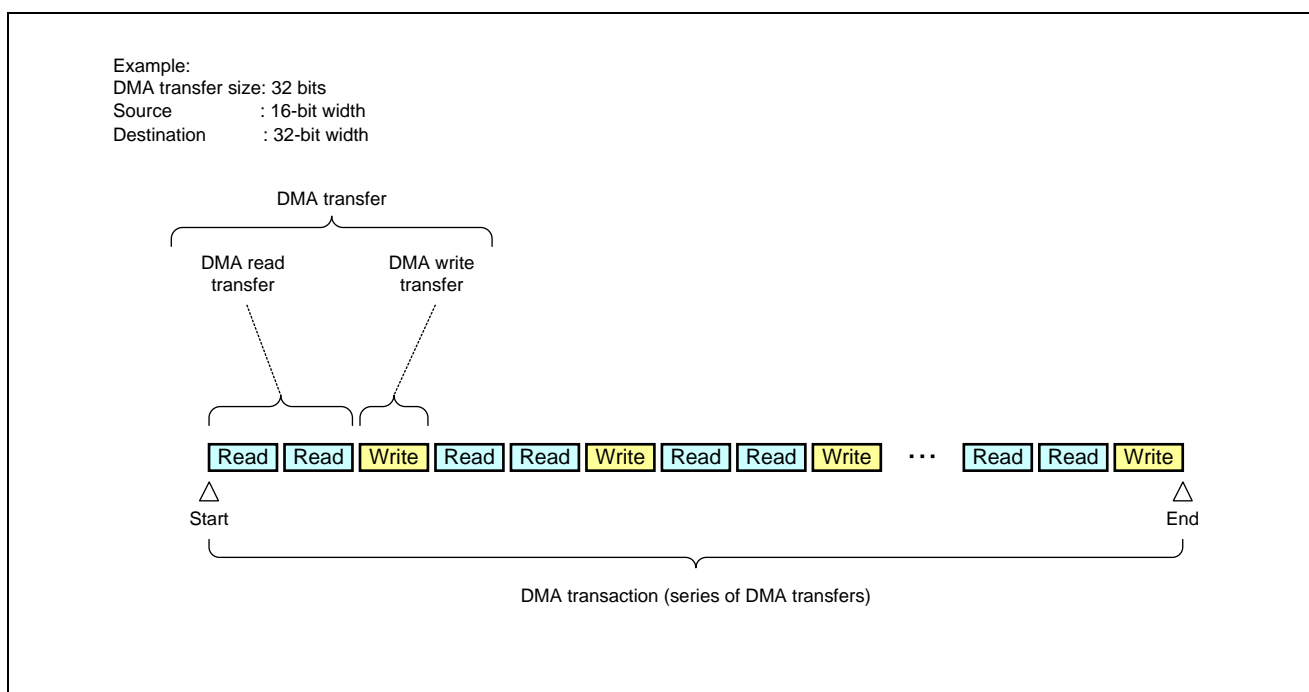 Example:
DMA transfer size: 32 bits
Source : 16-bit width
Destination : 32-bit width
DMA transfer
DMA read
transfer
DMA write
transfer
Read Read Write Read Read Write Read Read Write ... Read Read Write
Start End
DMA transaction (series of DMA transfers)